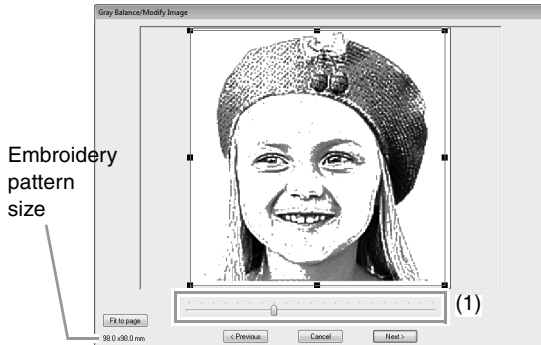 Gray Balance/Modify Image
Embroidery
pattern
size
(1)
Fit to page
98.0 x98.0 mm
< Previous
Cancel
Next >